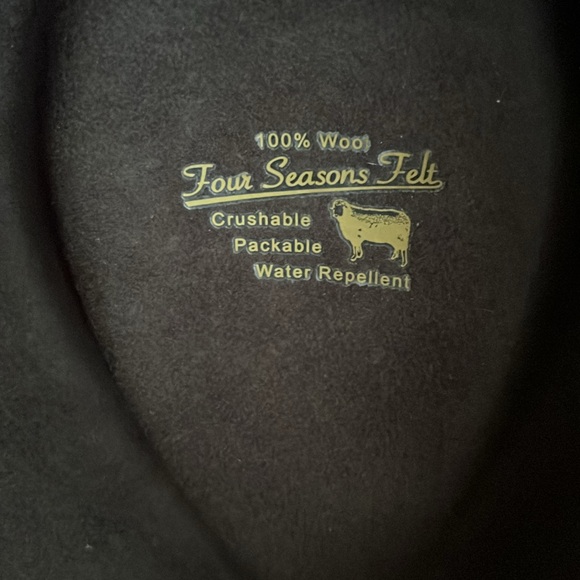 100% Wool
Four Seasons Felt
Crushable
Packable
Water Repellent